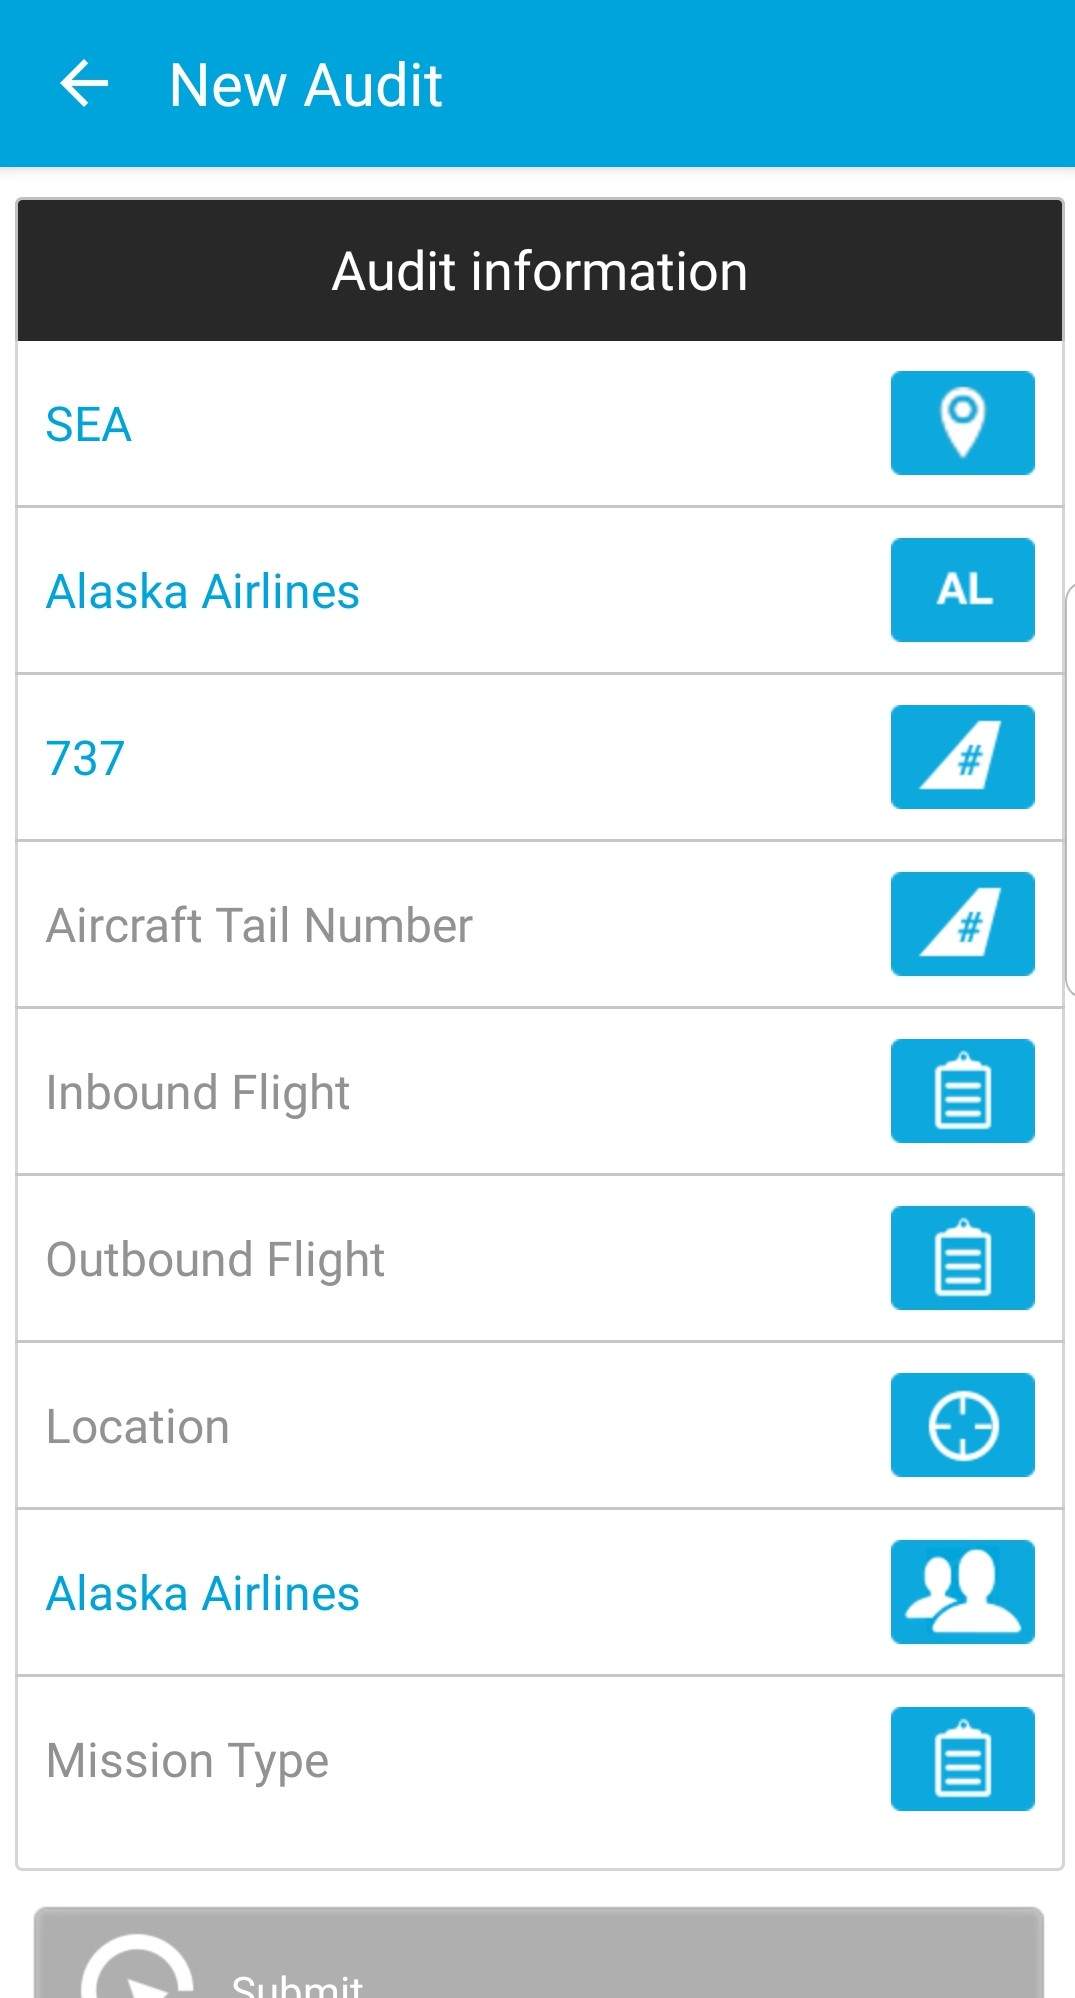 New Audit
Audit information
SEA
Alaska Airlines
AL
737
#
Aircraft Tail Number
#
Inbound Flight
Outbound Flight
Location
Alaska Airlines
Mission Type
Submit